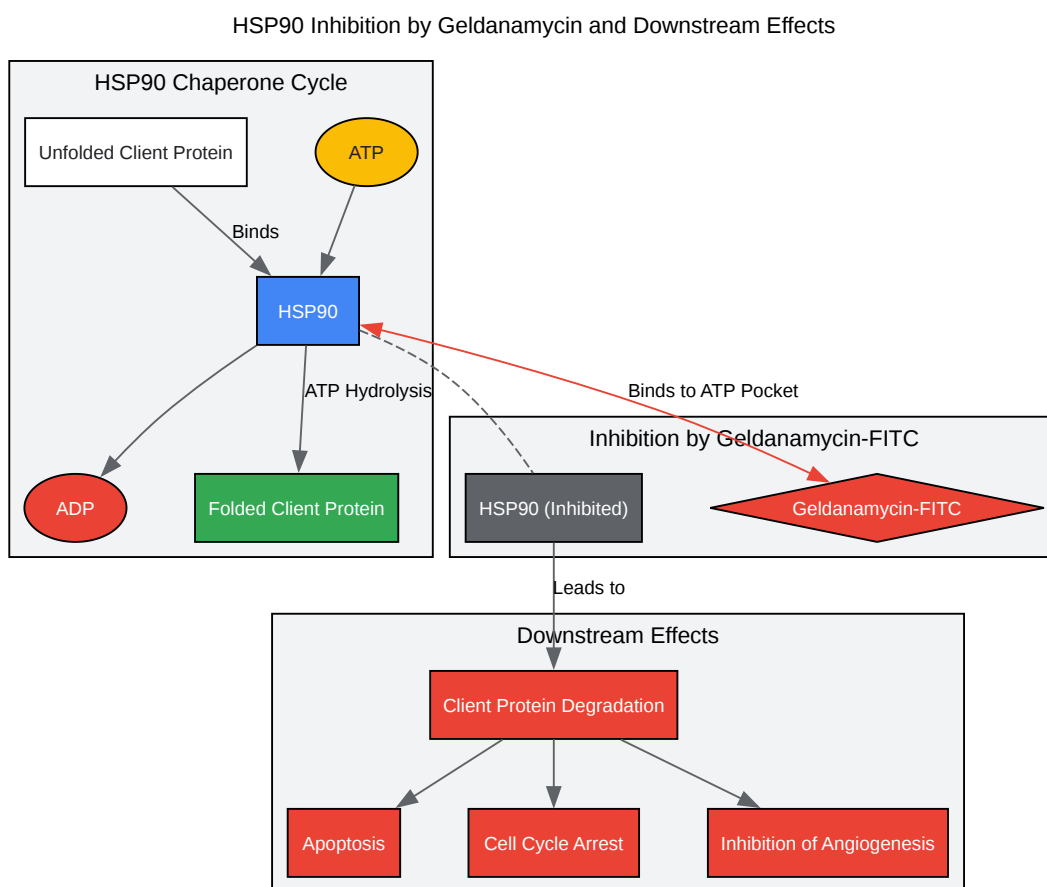 HSP90 Inhibition by Geldanamycin and Downstream Effects
HSP90 Chaperone Cycle
Unfolded Client Protein
ATP
Binds
HSP90
ATP Hydrolysis
Binds to ATP Pocket
Inhibition by Geldanamycin-FITC
ADP
Folded Client Protein
HSP90 (Inhibited)
Geldanamycin-FITC
Leads to
Downstream Effects
Client Protein Degradation
Apoptosis
Cell Cycle Arrest
Inhibition of Angiogenesis